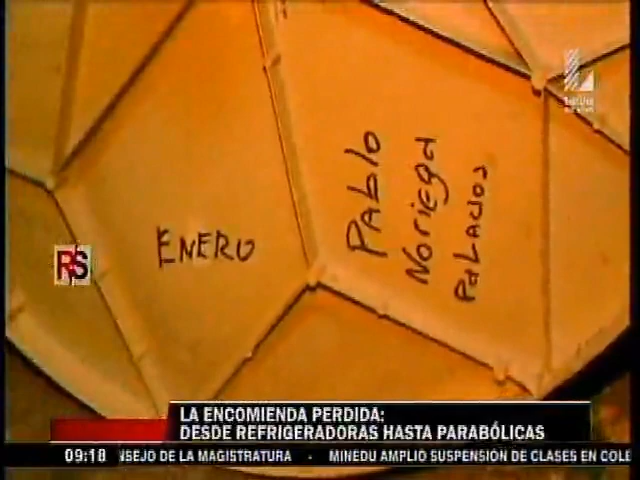 ENERO
Pablo
Noriega
Palacios
RS
LA ENCOMIENDA PERDIDA:
DESDE REFRIGERADORAS HASTA PARABÓLICAS
09:18
NSEJO DE LA MAGISTRATURA - MINEDU AMPLIO SUSPENSIÓN DE CLASES EN COLE